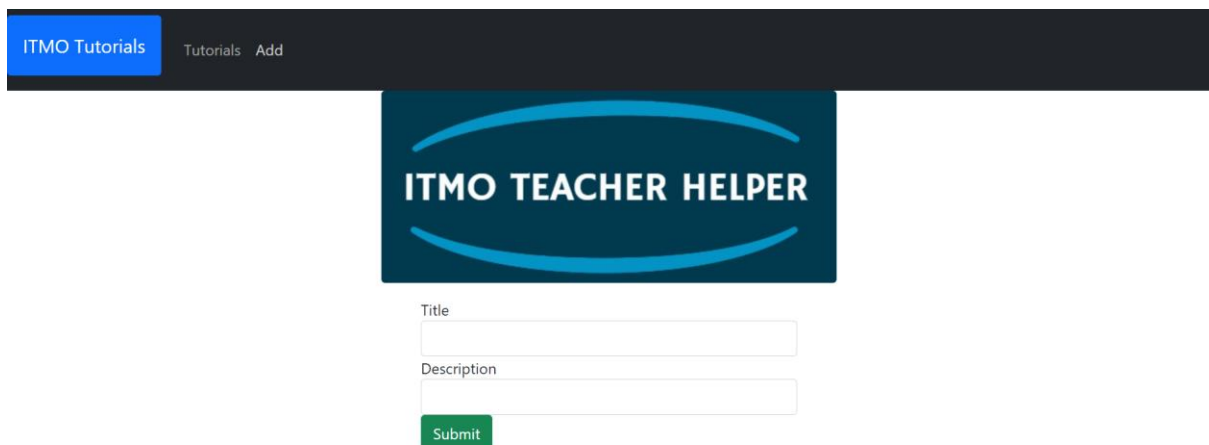 ITMO Tutorials Tutorials Add
ITMO TEACHER HELPER
Title
Description
Submit